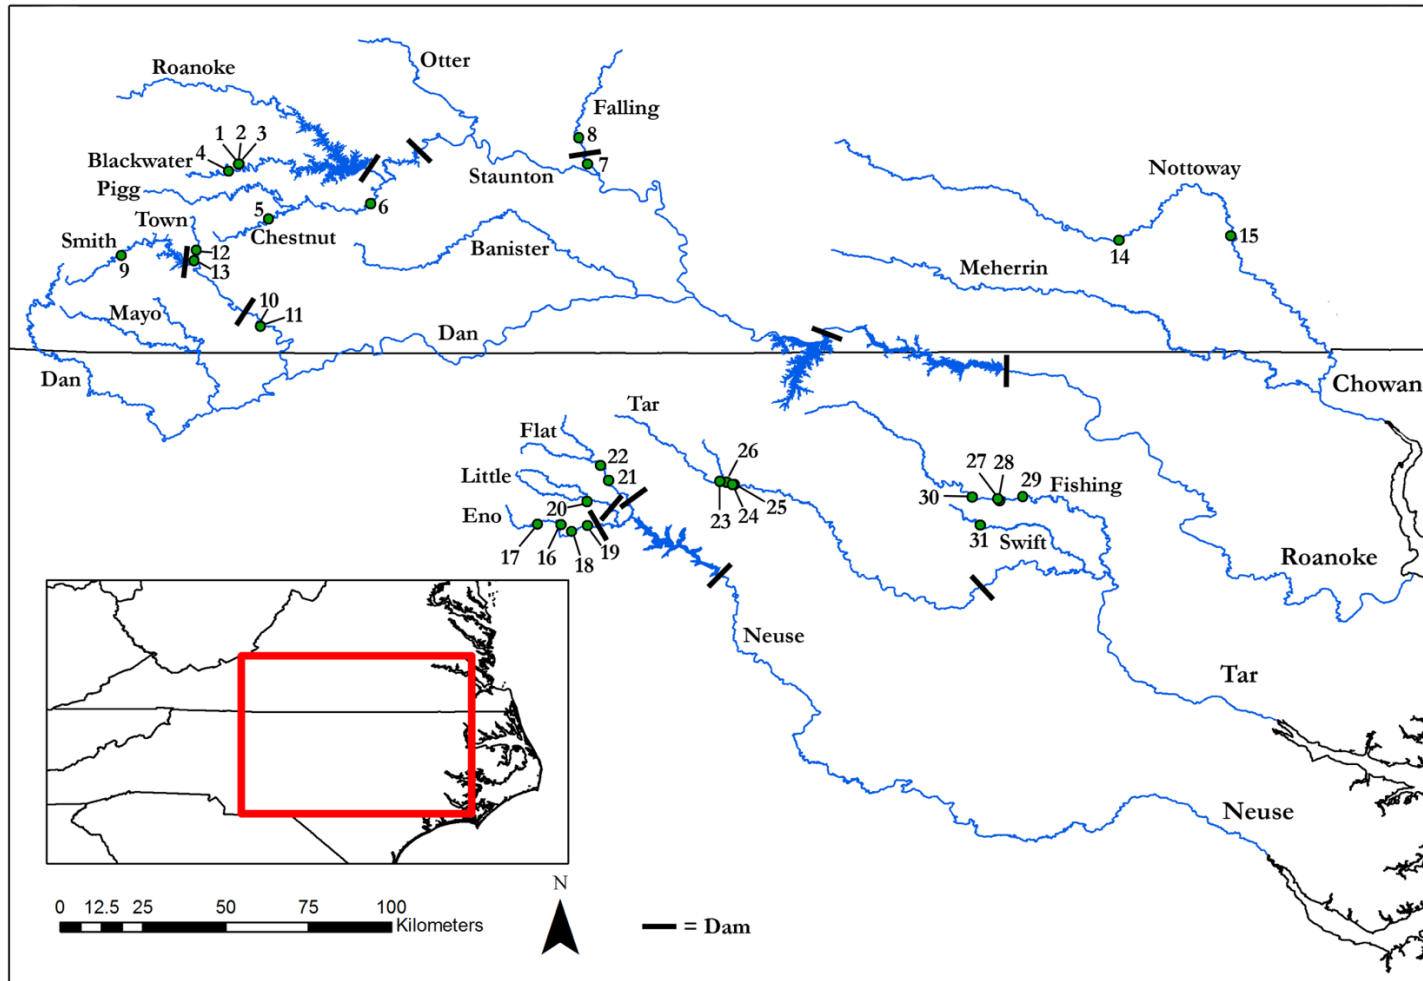 Otter
Roanoke
Falling
1 2 3
8
4
Blackwater
7
Nottoway
Staunton
Pigg
6
5
Town
Chestnut
Smith
12
Banister
15
9
13
14
Meherrin
10
Mayo
11
Dan
Dan
Chowan
Tar
Flat
26
22
Little
27 28 29
21
30
Fishing
20
25
Eno
23 24
17 16 19
31
Swift
18
Roanoke
Neuse
Tar
Neuse
N
0 12.5 25 50 75 100
Kilometers
= Dam